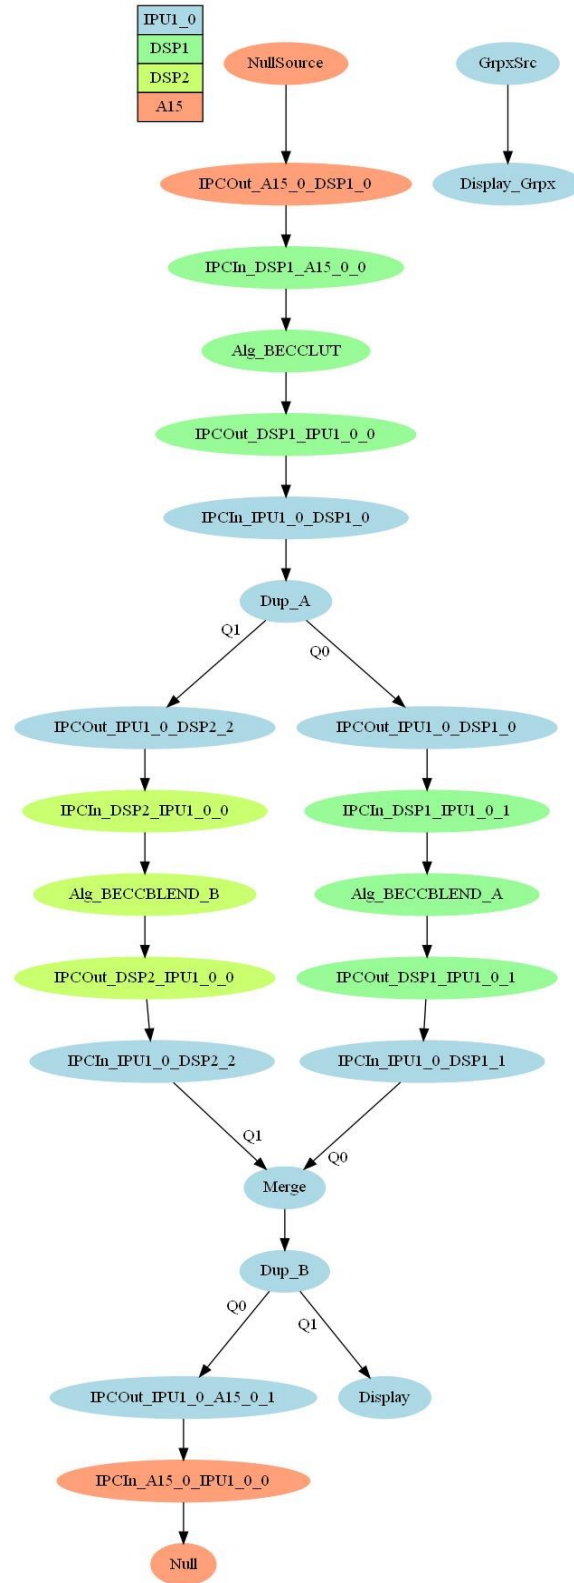 IPU1_0
DSP1
DSP2
A15
NullSource
GrpxSrc
IPCOut_A15_0_DSP1_0
Display_Grpx
IPCIn_DSP1_A15_0_0
Alg_BECCLUT
IPCOut_DSP1_IPU1_0_0
IPCIn_IPU1_0_DSP1_0
Dup_A
Q1
Q0
IPCOut_IPU1_0_DSP2_2
IPCOut_IPU1_0_DSP1_0
IPCIn_DSP2_IPU1_0_0
IPCIn_DSP1_IPU1_0_1
Alg_BECCBLEND_B
Alg_BECCBLEND_A
IPCOut_DSP2_IPU1_0_0
IPCOut_DSP1_IPU1_0_1
IPCIn_IPU1_0_DSP2_2
IPCIn_IPU1_0_DSP1_1
Q1
Q0
Merge
Dup_B
Q0
Q1
IPCOut_IPU1_0_A15_0_1
Display
IPCIn_A15_0_IPU1_0_0
Null